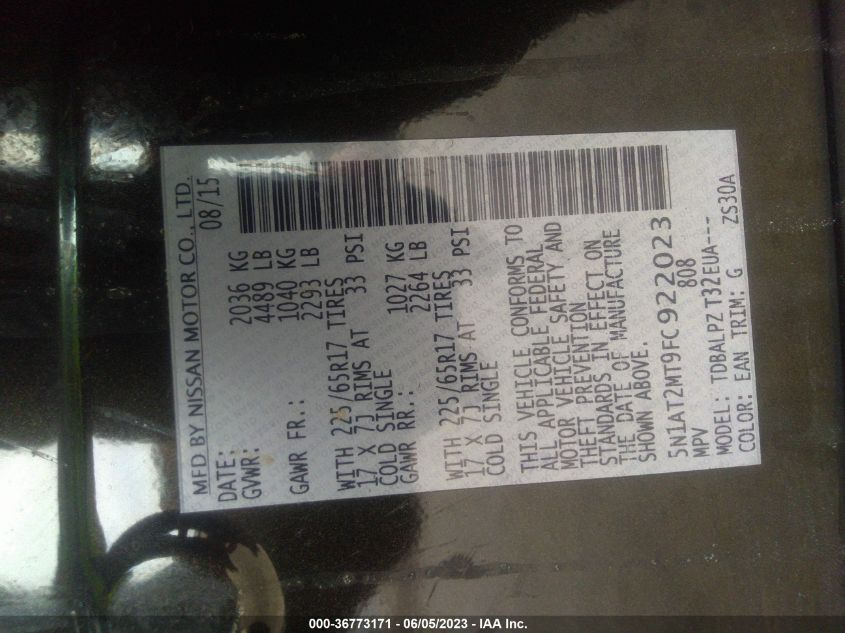 MFD BY NISSAN MOTOR CO., LTD.
DATE: 08/15
GVWR: 2036 KG
4489 LB
GAWR FR.: 1040 KG
2293 LB
WITH 225/65R17 TIRES
17 X 7J RIMS AT 33 PSI
COLD SINGLE
GAWR RR.: 1027 KG
2264 LB
WITH 225/65R17 TIRES
17 X 7J RIMS AT 33 PSI
COLD SINGLE
THIS VEHICLE CONFORMS TO
ALL APPLICABLE FEDERAL
MOTOR VEHICLE SAFETY AND
THEFT PREVENTION
STANDARDS IN EFFECT ON
THE DATE OF MANUFACTURE
SHOWN ABOVE.
5N1AT2MT9FC922023
MPV 808
MODEL: TDBALPZ T32EUA---
COLOR: EAN TRIM: G ZS30A
000-36773171 - 06/05/2023 - IAA Inc.